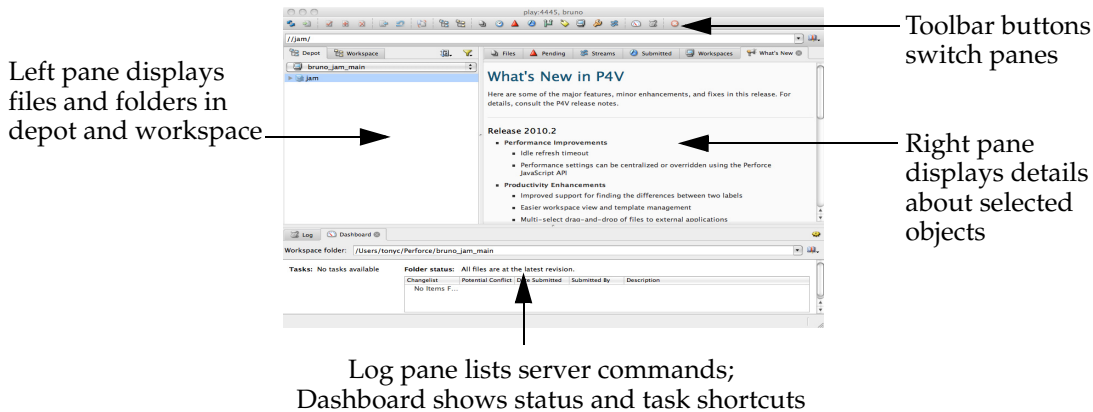 play:4445, bruno
//jam/
Depot
Workspace
Files
Pending
Streams
Submitted
Workspaces
What's New
bruno_jam_main
jam
What's New in P4V
Here are some of the major features, minor enhancements, and fixes in this release. For
details, consult the P4V release notes.
Release 2010.2
Performance Improvements
Idle refresh timeout
Performance settings can be centralized or overridden using the Perforce
JavaScript API
Productivity Enhancements
Improved support for finding the differences between two labels
Easier workspace view and template management
Multi-select drag-and-drop of files to external applications
Log
Dashboard
Workspace folder: /Users/tonyc/Perforce/bruno_jam_main
Tasks: No tasks available
Folder status: All files are at the latest revision.
Changelist Potential Conflict Date Submitted Submitted By Description
No Items F...
Left pane displays
files and folders in
depot and workspace
Toolbar buttons
switch panes
Right pane
displays details
about selected
objects
Log pane lists server commands;
Dashboard shows status and task shortcuts